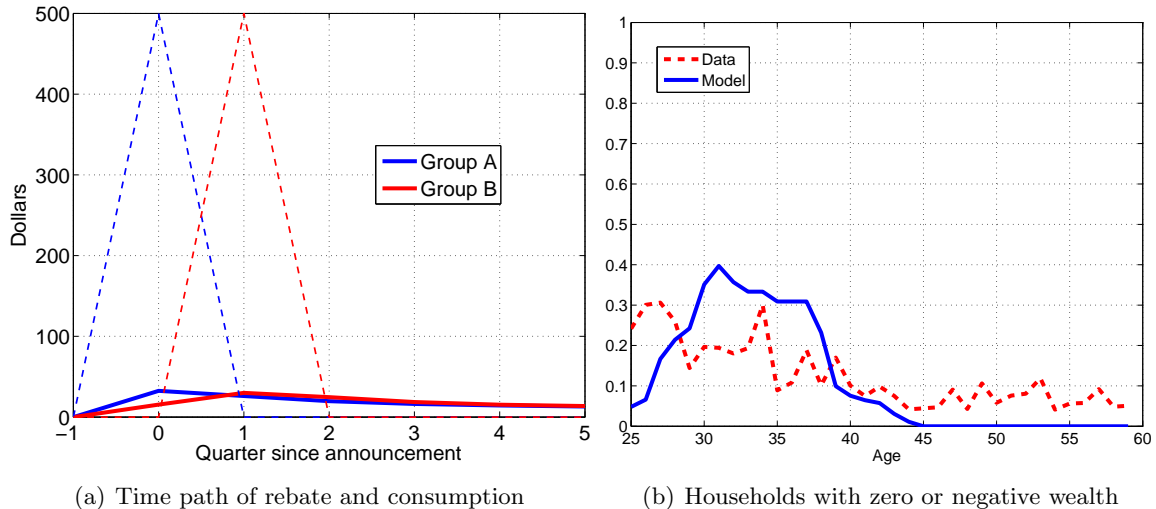 500
400
300
200
100
0
Dollars
Group A
Group B
−1 0 1 2 3 4 5
Quarter since announcement
(a) Time path of rebate and consumption
1
0.9
0.8
0.7
0.6
0.5
0.4
0.3
0.2
0.1
0
Data
Model
25 30 35 40 45 50 55 60
Age
(b) Households with zero or negative wealth